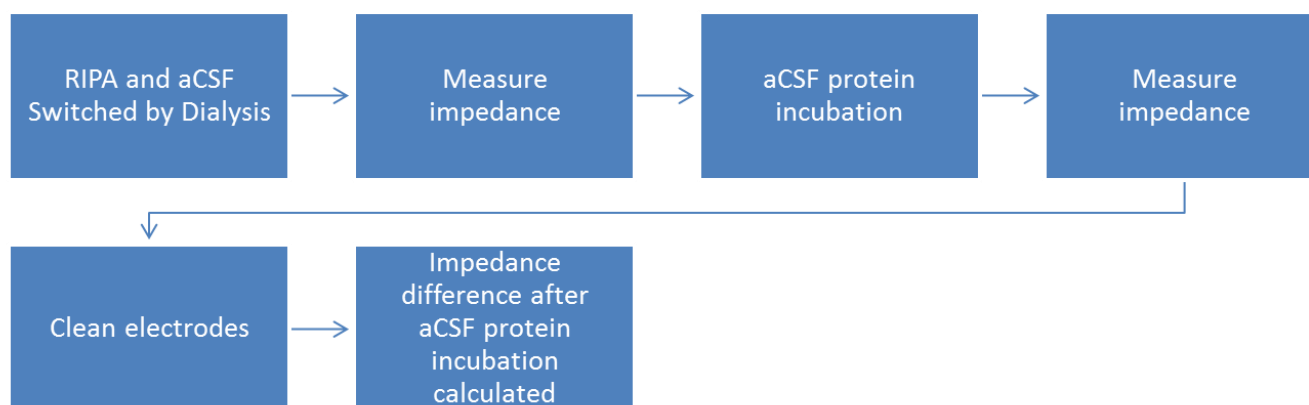 RIPA and aCSF
Switched by Dialysis
Measure
impedance
aCSF protein
incubation
Measure
impedance
Clean electrodes
Impedance
difference after
aCSF protein
incubation
calculated